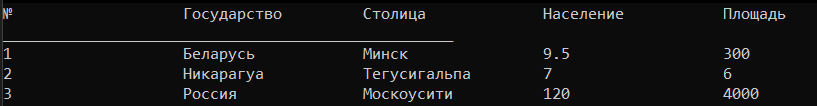 № Государство Столица Население Площадь
__________________________________________________
1 Беларусь Минск 9.5 300
2 Никарагуа Тегусигальпа 7 6
3 Россия Москоусити 120 4000